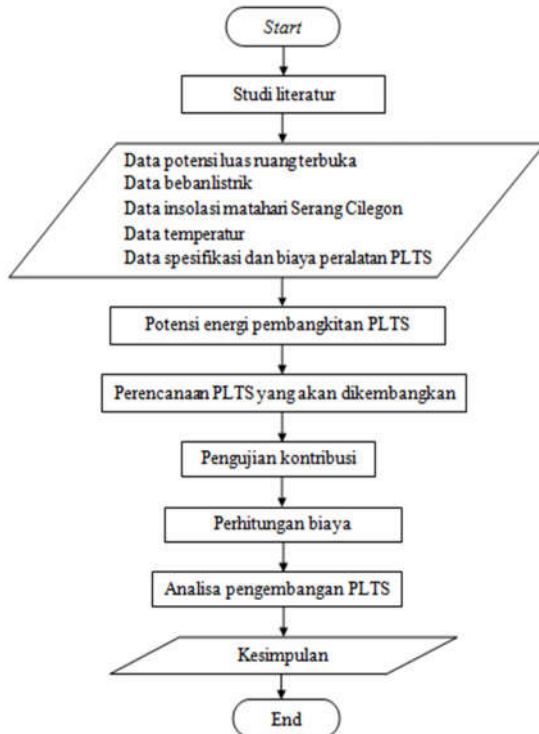 Start
Studi literatur
Data potensi luas ruang terbuka
Data bebanlistrik
Data insolasi matahari Serang Cilegon
Data temperatur
Data spesifikasi dan biaya peralatan PLTS
Potensi energi pembangkitan PLTS
Perencanaan PLTS yang akan dikembangkan
Pengujian kontribusi
Perhitungan biaya
Analisa pengembangan PLTS
Kesimpulan
End